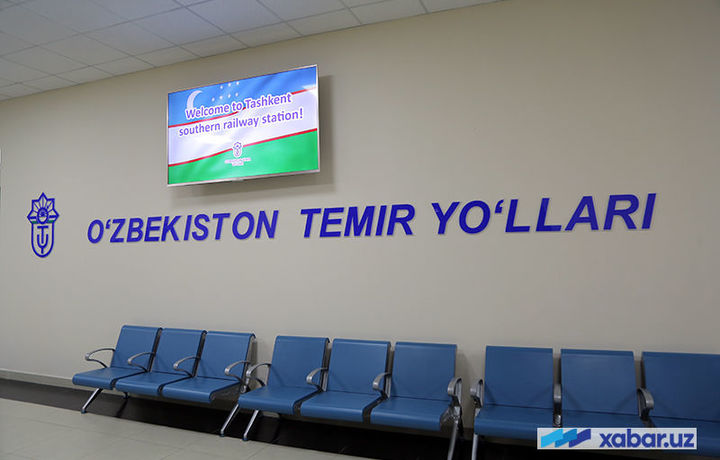 Welcome to Tashkent
southern railway station!
O‘ZBEKISTON TEMIR YO‘LLARI
xabar.uz